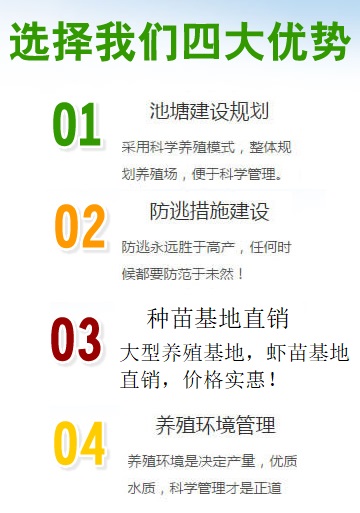 选择我们四大优势
01
池塘建设规划
采用科学养殖模式，整体规
划养殖场，便于科学管理。
02
防逃措施建设
防逃永远胜于高产，任何时
候都要防范于未然！
03
种苗基地直销
大型养殖基地，虾苗基地
直销，价格实惠！
04
养殖环境管理
养殖环境是决定产量，优质
水质，科学管理才是正道